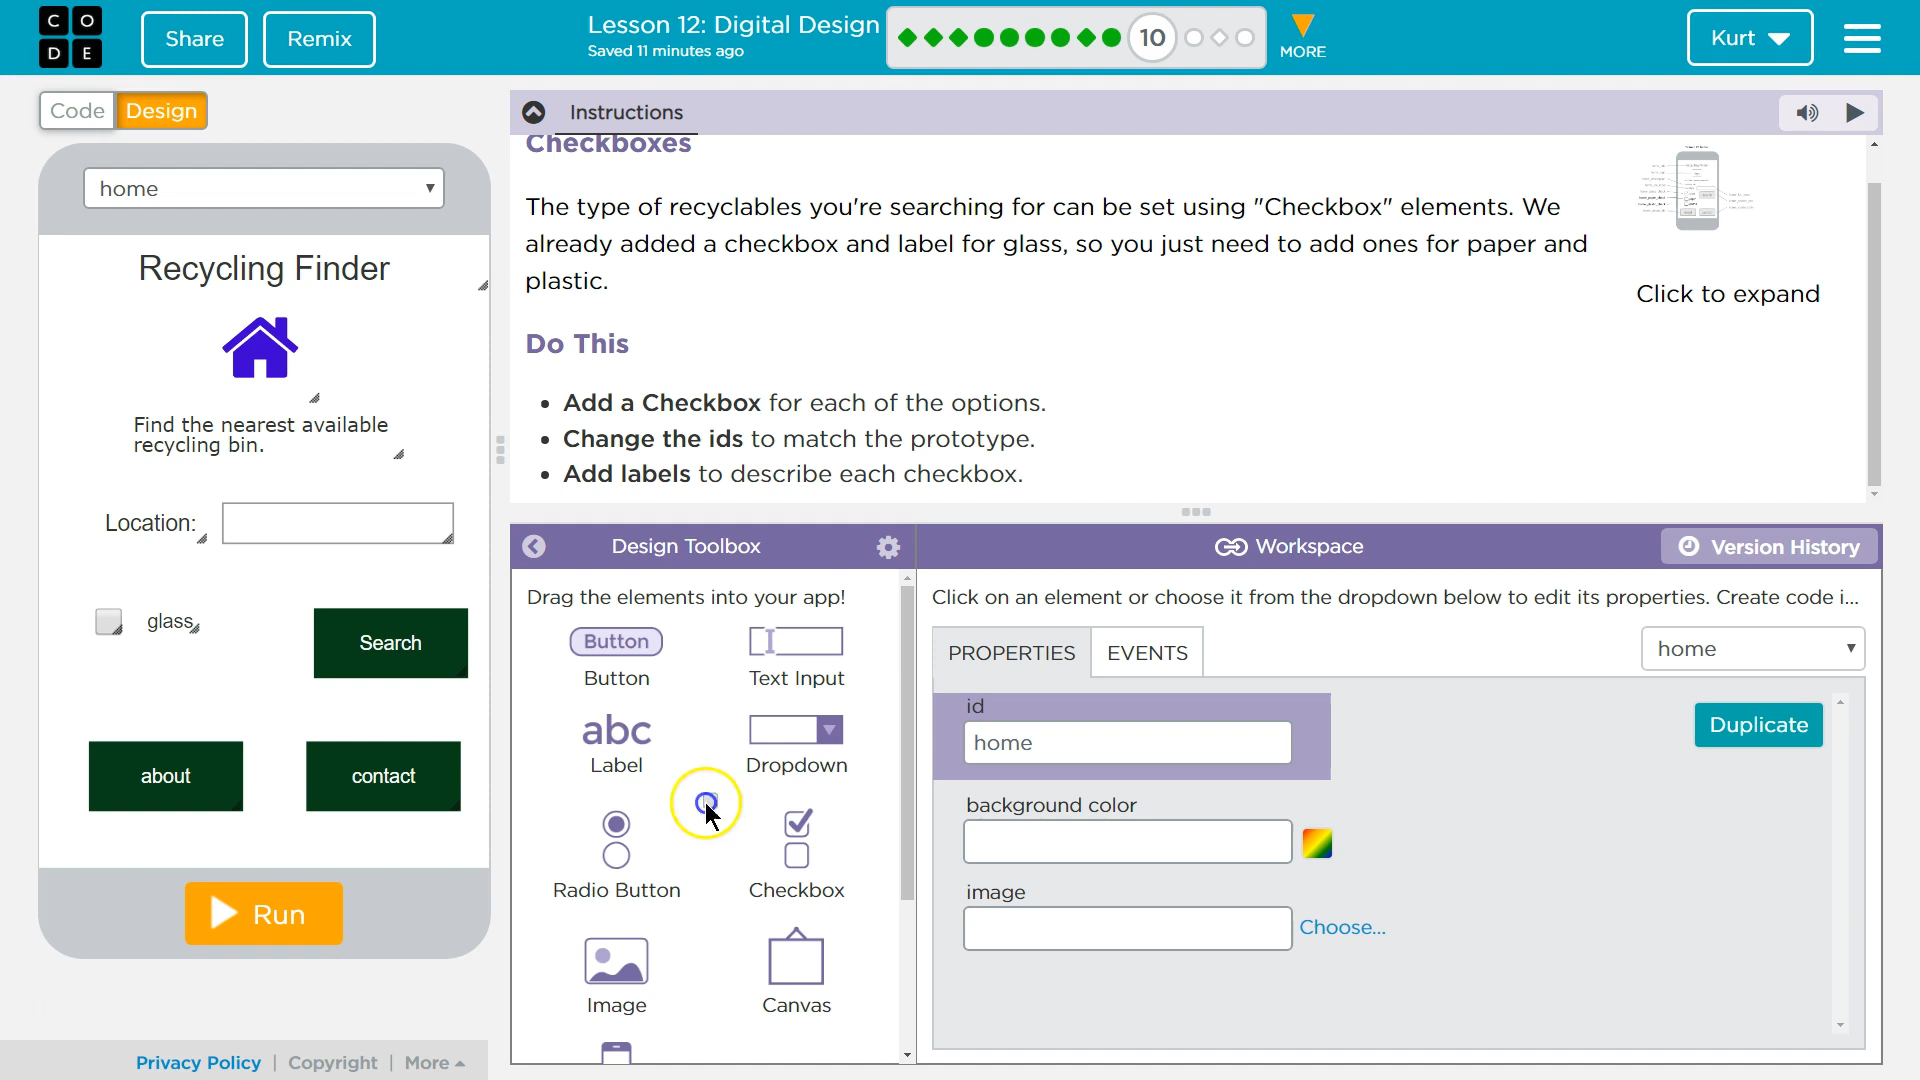 C O
D E
Share
Remix
Lesson 12: Digital Design
Saved 11 minutes ago
10
MORE
Kurt
Code
Design
home
Recycling Finder
Find the nearest available
recycling bin.
Location:
glass
Search
about
contact
Run
Privacy Policy | Copyright | More
Instructions
Checkboxes
The type of recyclables you're searching for can be set using "Checkbox" elements. We
already added a checkbox and label for glass, so you just need to add ones for paper and
plastic.
Click to expand
Do This
• Add a Checkbox for each of the options.
• Change the ids to match the prototype.
• Add labels to describe each checkbox.
Design Toolbox
Workspace
Version History
Drag the elements into your app!
Button
Button
Text Input
abc
Label
Dropdown
Radio Button
Checkbox
Image
Canvas
Click on an element or choose it from the dropdown below to edit its properties. Create code i...
PROPERTIES
EVENTS
home
id
home
Duplicate
background color
image
Choose...